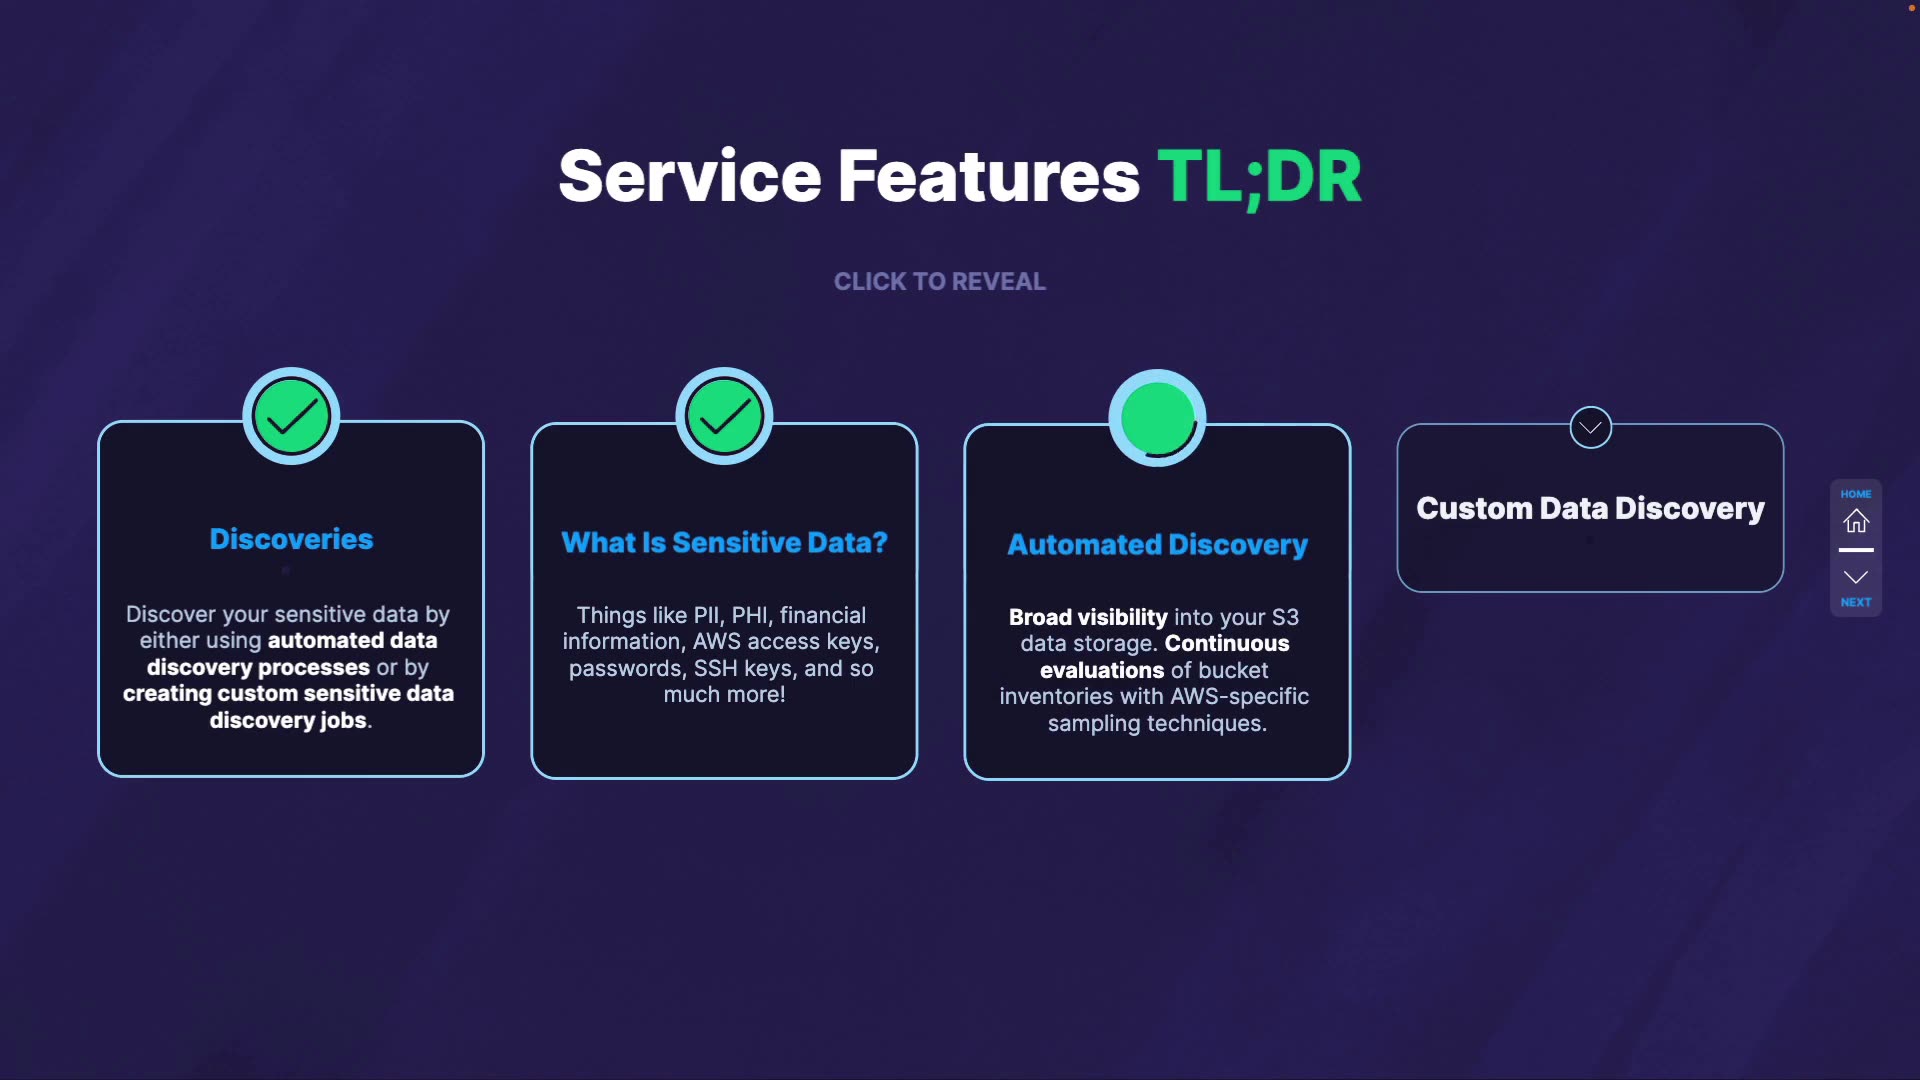 Service Features TL;DR
CLICK TO REVEAL
Discoveries
Discover your sensitive data by
either using automated data
discovery processes or by
creating custom sensitive data
discovery jobs.
What Is Sensitive Data?
Things like PII, PHI, financial
information, AWS access keys,
passwords, SSH keys, and so
much more!
Automated Discovery
Broad visibility into your S3
data storage. Continuous
evaluations of bucket
inventories with AWS-specific
sampling techniques.
Custom Data Discovery
HOME
NEXT